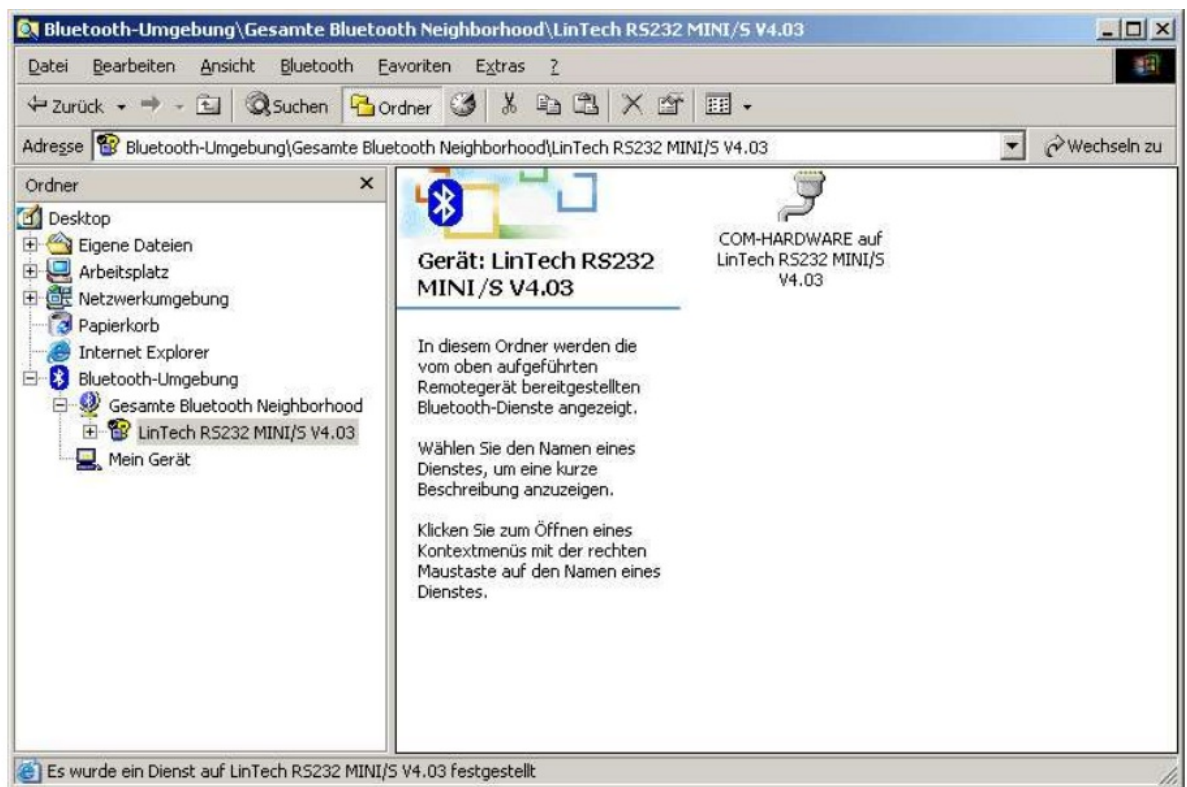 Bluetooth-Umgebung\Gesamte Bluetooth Neighborhood\LinTech RS232 MINI/S V4.03
Datei Bearbeiten Ansicht Bluetooth Favoriten Extras ?
Zurück Suchen Ordner
Adresse Bluetooth-Umgebung\Gesamte Bluetooth Neighborhood\LinTech RS232 MINI/S V4.03 Wechseln zu
Ordner
Desktop
Eigene Dateien
Arbeitsplatz
Netzwerkumgebung
Papierkorb
Internet Explorer
Bluetooth-Umgebung
Gesamte Bluetooth Neighborhood
LinTech RS232 MINI/S V4.03
Mein Gerät
Gerät: LinTech RS232
MINI/S V4.03
In diesem Ordner werden die
vom oben aufgeführten
Remotegerät bereitgestellten
Bluetooth-Dienste angezeigt.
Wählen Sie den Namen eines
Dienstes, um eine kurze
Beschreibung anzuzeigen.
Klicken Sie zum Öffnen eines
Kontextmenüs mit der rechten
Maustaste auf den Namen eines
Dienstes.
COM-HARDWARE auf
LinTech RS232 MINI/S
V4.03
Es wurde ein Dienst auf LinTech RS232 MINI/S V4.03 festgestellt